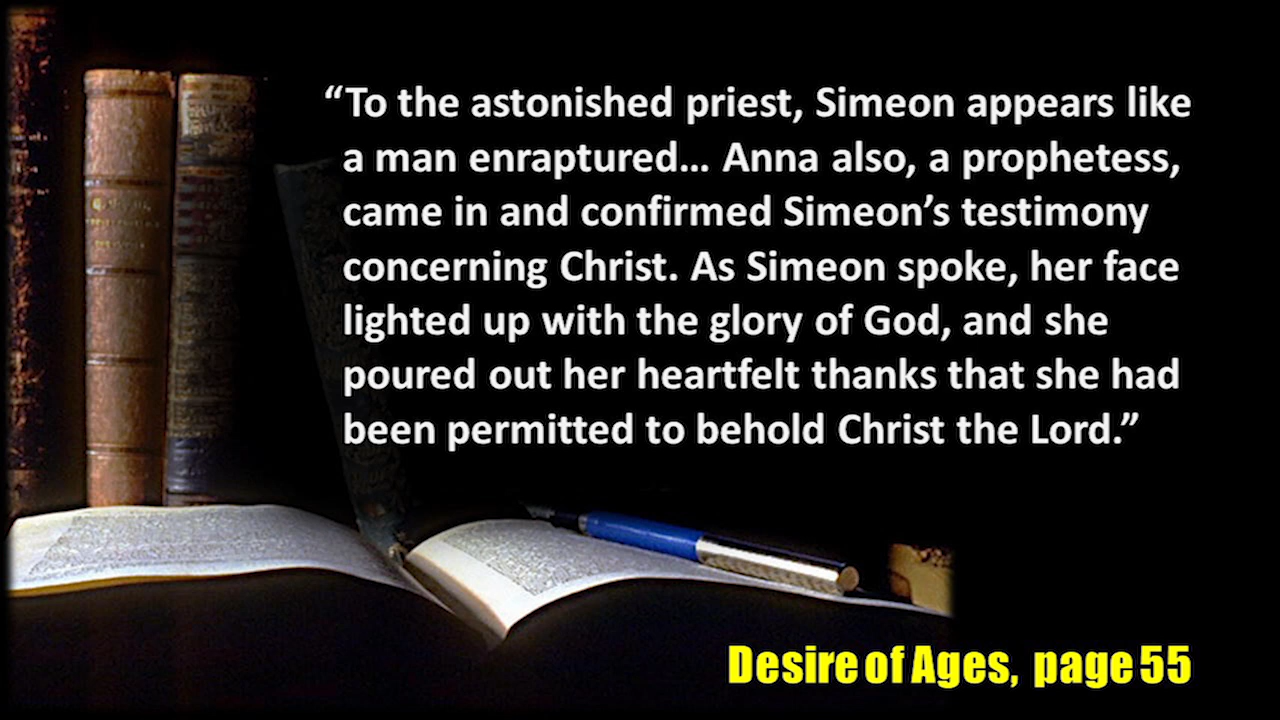 “To the astonished priest, Simeon appears like
a man enraptured… Anna also, a prophetess,
came in and confirmed Simeon’s testimony
concerning Christ. As Simeon spoke, her face
lighted up with the glory of God, and she
poured out her heartfelt thanks that she had
been permitted to behold Christ the Lord.”
Desire of Ages, page 55